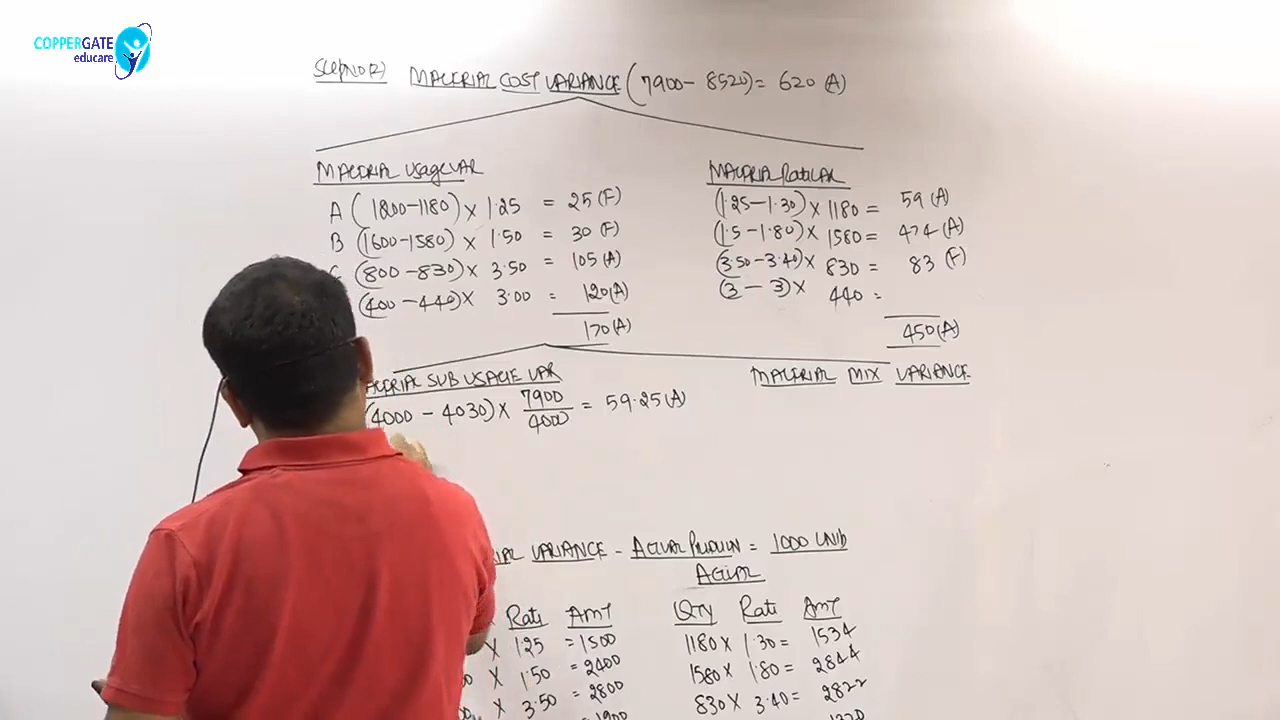 COPPERGATE
educare
MATERIAL COST VARIANCE (7900 - 8520) = 620 (A)
MATERIAL Usage VAR
A (1200 - 1180) X 1.25 = 25 (F)
B (1600 - 1580) X 1.50 = 30 (F)
(800 - 830) X 3.50 = 105 (A)
(400 - 440) X 3.00 = 120 (A)
170 (A)
MATERIAL Rate VAR
(1.25 - 1.30) X 1180 = 59 (A)
(1.5 - 1.80) X 1580 = 474 (A)
(3.50 - 3.40) X 830 = 83 (F)
(3 - 3) X 440 =
450 (A)
SUB USAGE VAR
(4000 - 4030) X 7900/4000 = 59.25 (A)
MATERIAL MIX VARIANCE
VARIANCE - ACTUAL = 1000 UNITS
ACTUAL
Rate AMT
X 1.25 = 1500
X 1.50 = 2400
X 3.50 = 2800
QTY Rate AMT
1180 X 1.30 = 1534
1580 X 1.80 = 2844
830 X 3.40 = 2822